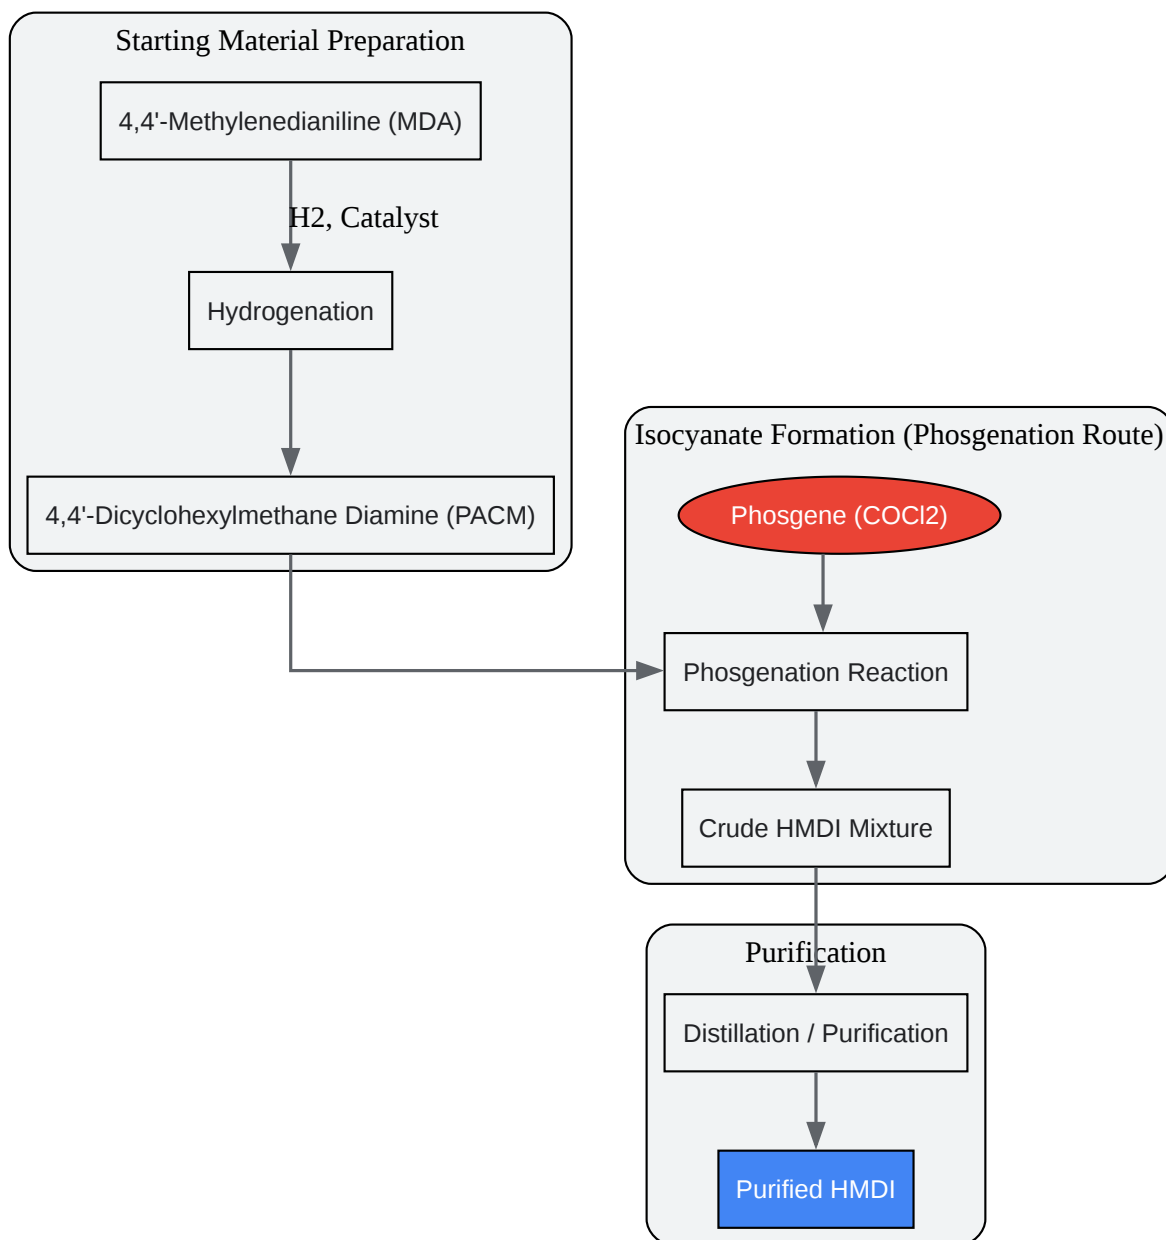 Starting Material Preparation
4,4'-Methylenedianiline (MDA)
H2, Catalyst
Hydrogenation
4,4'-Dicyclohexylmethane Diamine (PACM)
Isocyanate Formation (Phosgenation Route)
Phosgene (COCl2)
Phosgenation Reaction
Crude HMDI Mixture
Purification
Distillation / Purification
Purified HMDI